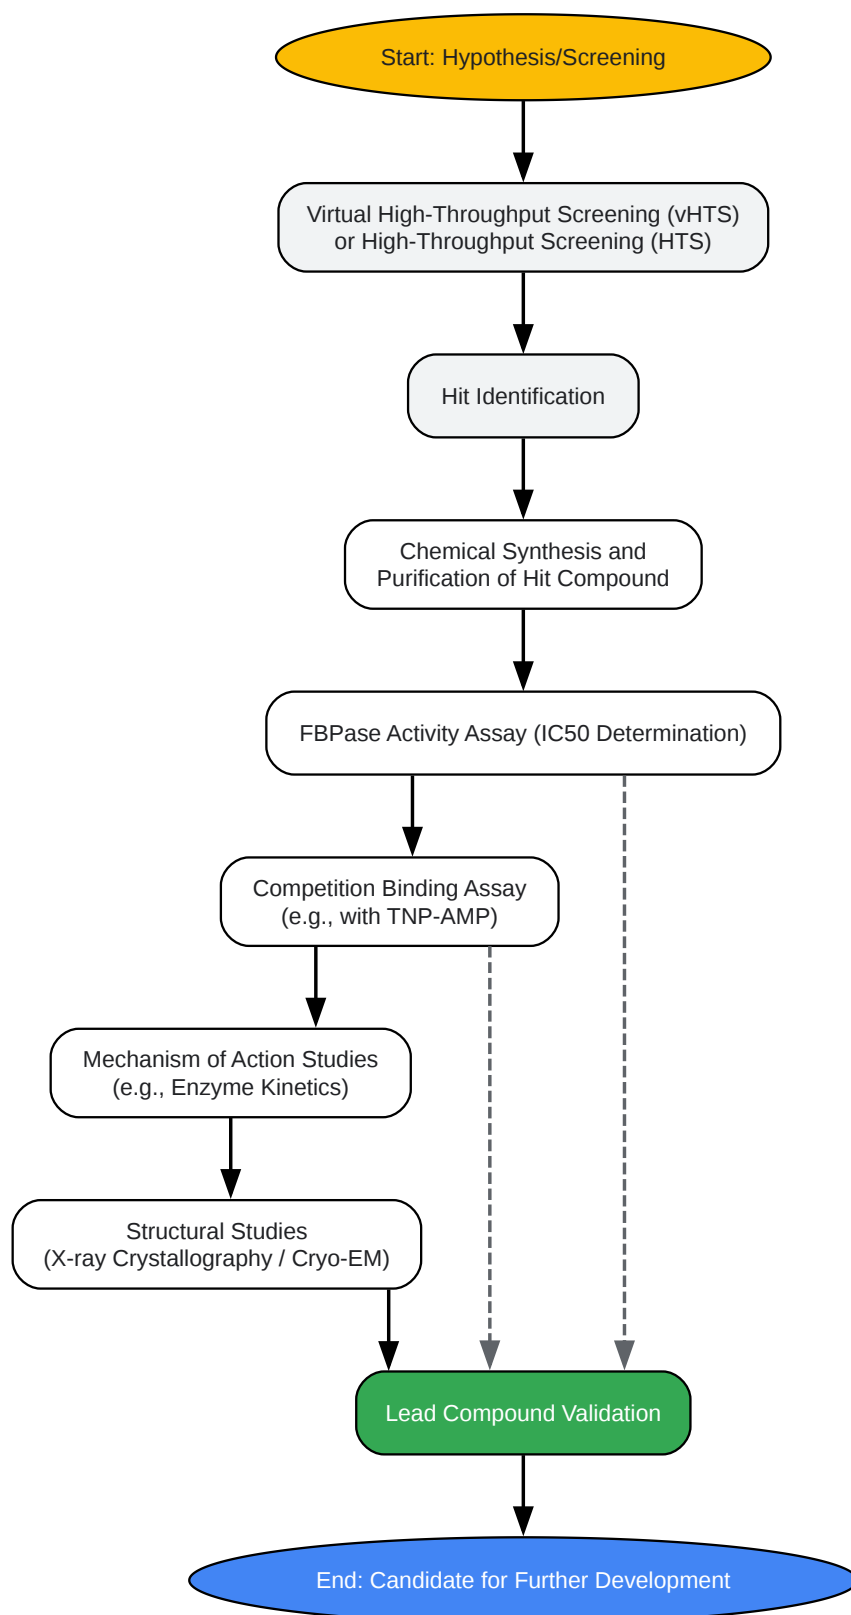 Start: Hypothesis/Screening
Virtual High-Throughput Screening (vHTS)
or High-Throughput Screening (HTS)
Hit Identification
Chemical Synthesis and
Purification of Hit Compound
FBPase Activity Assay (IC50 Determination)
Competition Binding Assay
(e.g., with TNP-AMP)
Mechanism of Action Studies
(e.g., Enzyme Kinetics)
Structural Studies
(X-ray Crystallography / Cryo-EM)
Lead Compound Validation
End: Candidate for Further Development